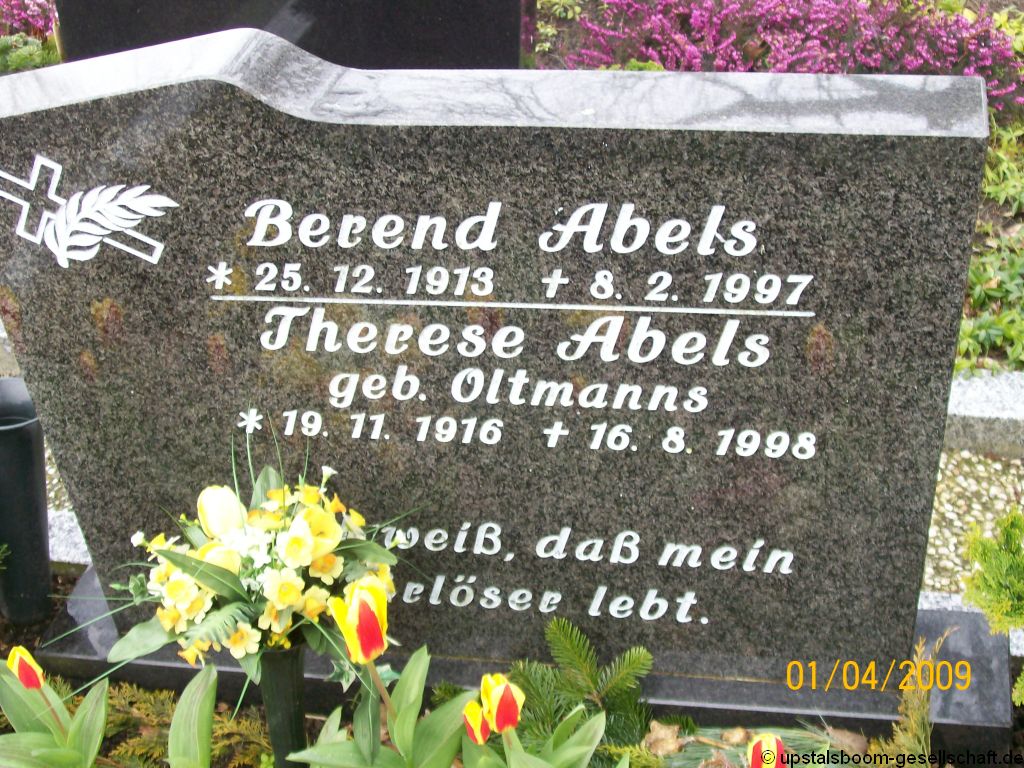 Berend Abels
* 25. 12. 1913 + 8. 2. 1997
Therese Abels
geb. Oltmanns
* 19. 11. 1916 + 16. 8. 1998
weiß, daß mein
rlöser lebt.
01/04/2009
© upstalsboom-gesellschaft.de